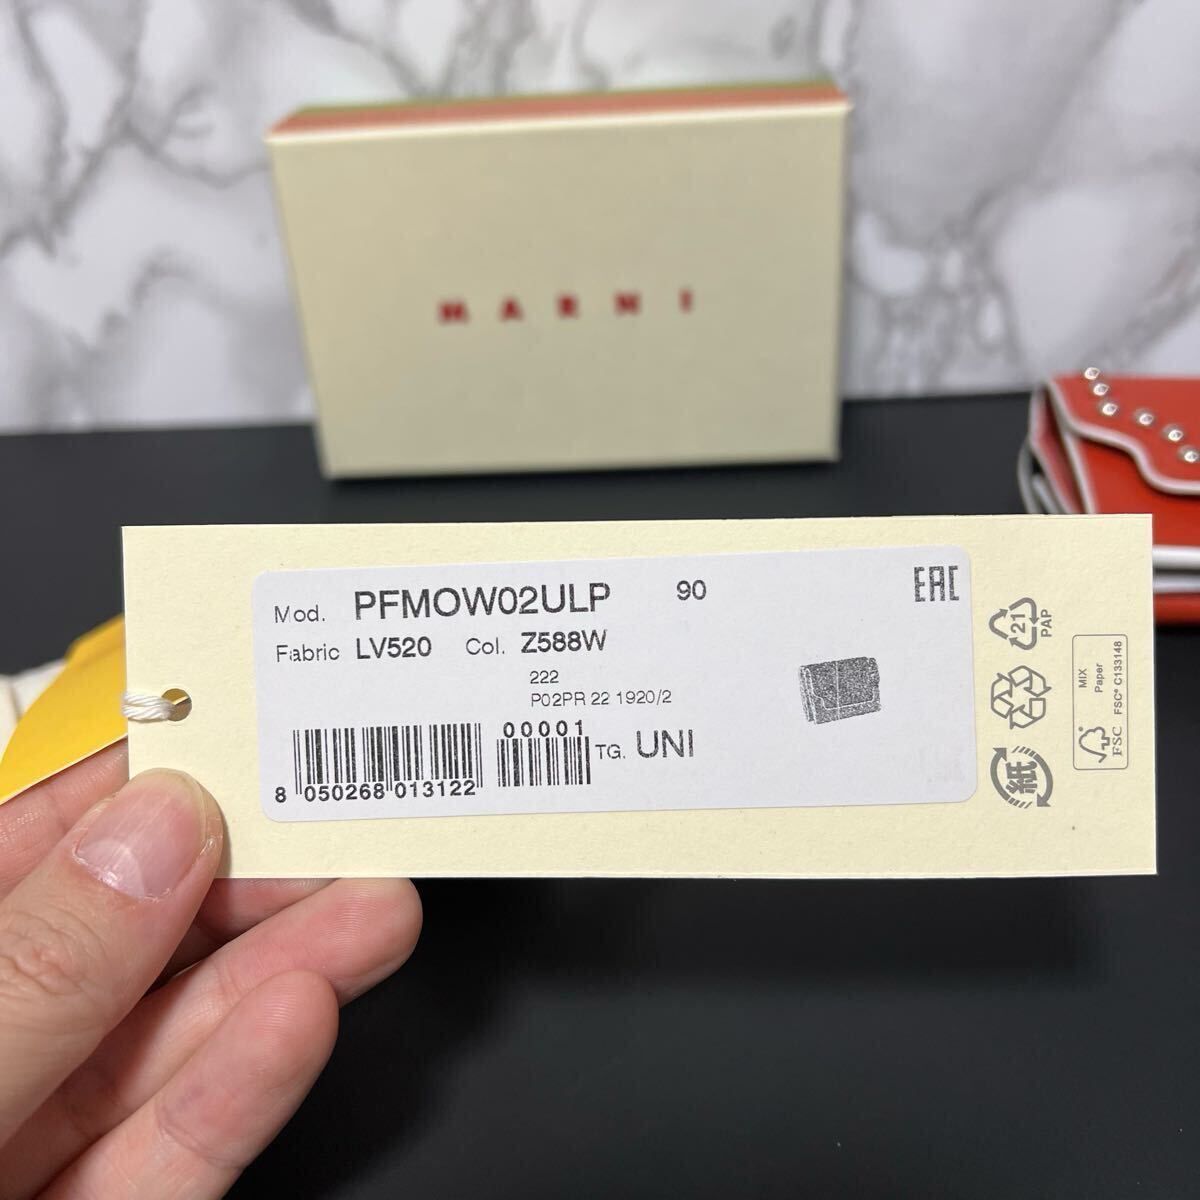 MARNI
Mod. PFMOW02ULP 90 EAC
Fabric LV520 Col. Z588W
222
P02PR 22 1920/2
00001
TG. UNI
8 050268 013122
21
PAP
紙
MIX
Paper
FSC® C133148
FSC